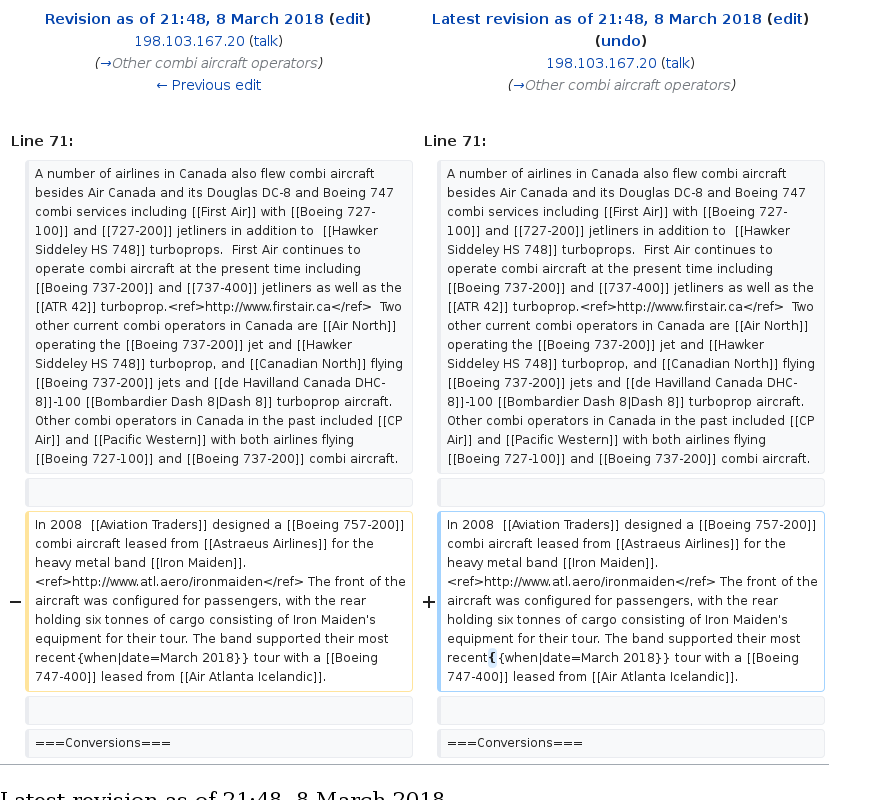 Revision as of 21:48, 8 March 2018 (edit)
198.103.167.20 (talk)
(→Other combi aircraft operators)
← Previous edit
Latest revision as of 21:48, 8 March 2018 (edit)
(undo)
198.103.167.20 (talk)
(→Other combi aircraft operators)
Line 71:
A number of airlines in Canada also flew combi aircraft
besides Air Canada and its Douglas DC-8 and Boeing 747
combi services including [[First Air]] with [[Boeing 727-
100]] and [[727-200]] jetliners in addition to  [[Hawker
Siddeley HS 748]] turboprops.  First Air continues to
operate combi aircraft at the present time including
[[Boeing 737-200]] and [[737-400]] jetliners as well as the
[[ATR 42]] turboprop.<ref>http://www.firstair.ca</ref>  Two
other current combi operators in Canada are [[Air North]]
operating the [[Boeing 737-200]] jet and [[Hawker
Siddeley HS 748]] turboprop, and [[Canadian North]] flying
[[Boeing 737-200]] jets and [[de Havilland Canada DHC-
8]]-100 [[Bombardier Dash 8|Dash 8]] turboprop aircraft.
Other combi operators in Canada in the past included [[CP
Air]] and [[Pacific Western]] with both airlines flying
[[Boeing 727-100]] and [[Boeing 737-200]] combi aircraft.
− In 2008  [[Aviation Traders]] designed a [[Boeing 757-200]]
combi aircraft leased from [[Astraeus Airlines]] for the
heavy metal band [[Iron Maiden]].
<ref>http://www.atl.aero/ironmaiden</ref> The front of the
aircraft was configured for passengers, with the rear
holding six tonnes of cargo consisting of Iron Maiden's
equipment for their tour. The band supported their most
recent{when|date=March 2018}} tour with a [[Boeing
747-400]] leased from [[Air Atlanta Icelandic]].
===Conversions===
Line 71:
A number of airlines in Canada also flew combi aircraft
besides Air Canada and its Douglas DC-8 and Boeing 747
combi services including [[First Air]] with [[Boeing 727-
100]] and [[727-200]] jetliners in addition to  [[Hawker
Siddeley HS 748]] turboprops.  First Air continues to
operate combi aircraft at the present time including
[[Boeing 737-200]] and [[737-400]] jetliners as well as the
[[ATR 42]] turboprop.<ref>http://www.firstair.ca</ref>  Two
other current combi operators in Canada are [[Air North]]
operating the [[Boeing 737-200]] jet and [[Hawker
Siddeley HS 748]] turboprop, and [[Canadian North]] flying
[[Boeing 737-200]] jets and [[de Havilland Canada DHC-
8]]-100 [[Bombardier Dash 8|Dash 8]] turboprop aircraft.
Other combi operators in Canada in the past included [[CP
Air]] and [[Pacific Western]] with both airlines flying
[[Boeing 727-100]] and [[Boeing 737-200]] combi aircraft.
+ In 2008  [[Aviation Traders]] designed a [[Boeing 757-200]]
combi aircraft leased from [[Astraeus Airlines]] for the
heavy metal band [[Iron Maiden]].
<ref>http://www.atl.aero/ironmaiden</ref> The front of the
aircraft was configured for passengers, with the rear
holding six tonnes of cargo consisting of Iron Maiden's
equipment for their tour. The band supported their most
recent{{when|date=March 2018}} tour with a [[Boeing
747-400]] leased from [[Air Atlanta Icelandic]].
===Conversions===
Latest revision as of 21:48, 8 March 2018